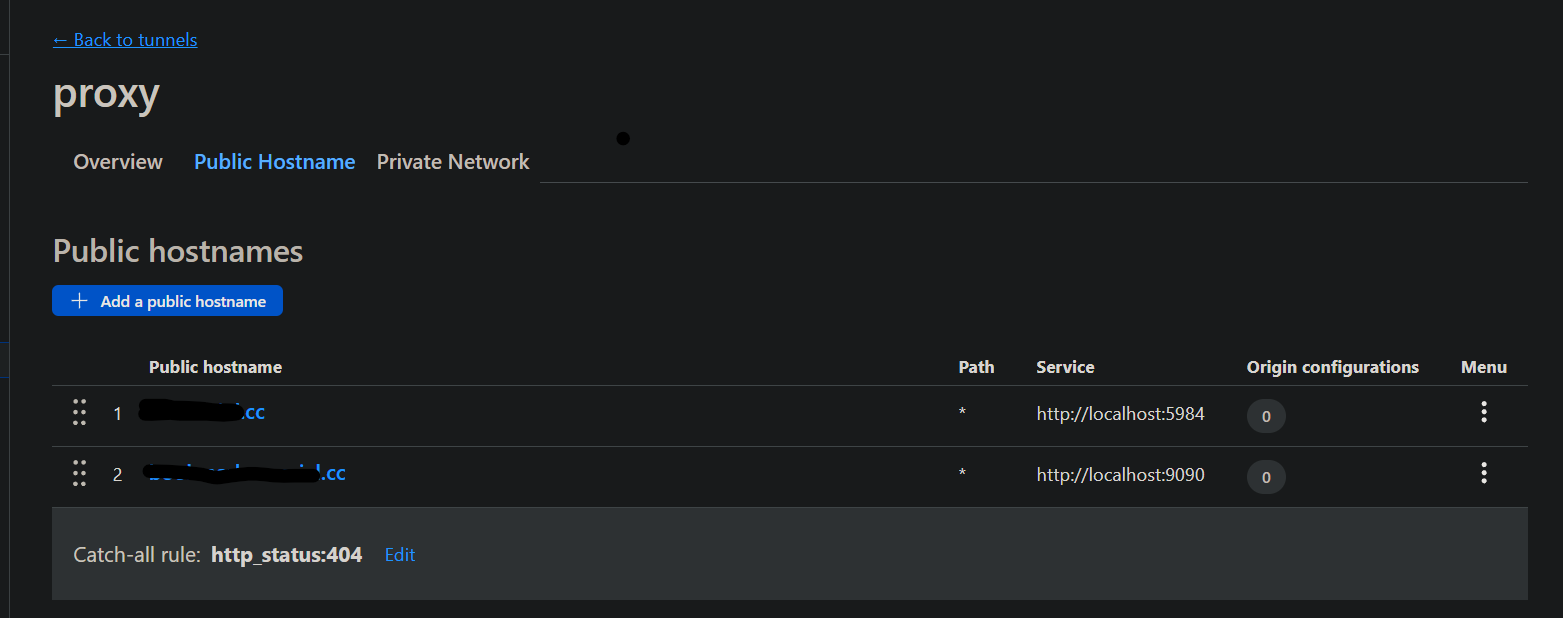 ← Back to tunnels
proxy
Overview Public Hostname Private Network
Public hostnames
+ Add a public hostname
Public hostname Path Service Origin configurations Menu
1 .cc * http://localhost:5984 0
2 .cc * http://localhost:9090 0
Catch-all rule: http_status:404 Edit